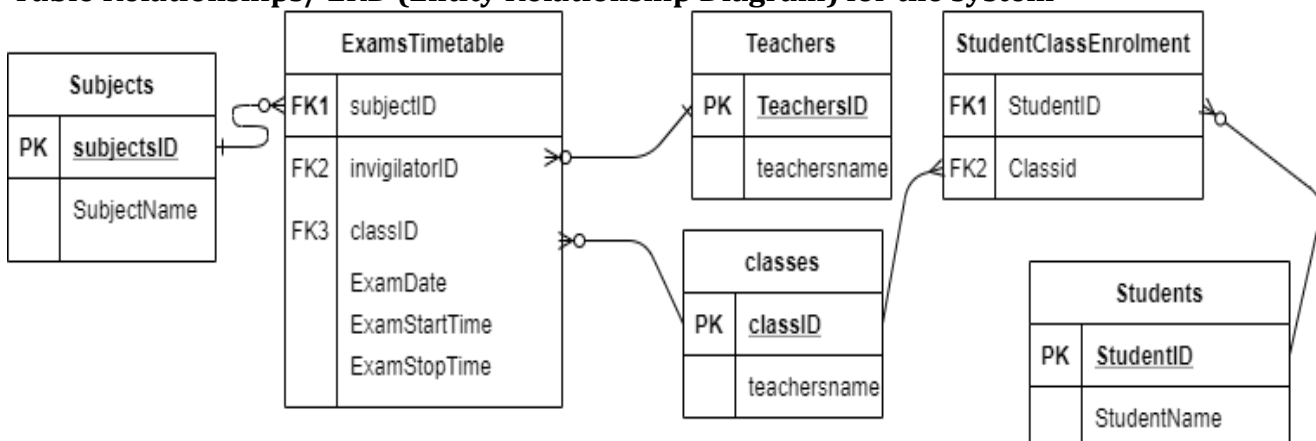 Table Relationships/ ERD (Entity Relationship Diagram) for the system
Subjects
PK subjectsID
SubjectName
ExamsTimetable
FK1 subjectID
FK2 invigilatorID
FK3 classID
ExamDate
ExamStartTime
ExamStopTime
Teachers
PK TeachersID
teachersname
classes
PK classID
teachersname
StudentClassEnrolment
FK1 StudentID
FK2 Classid
Students
PK StudentID
StudentName